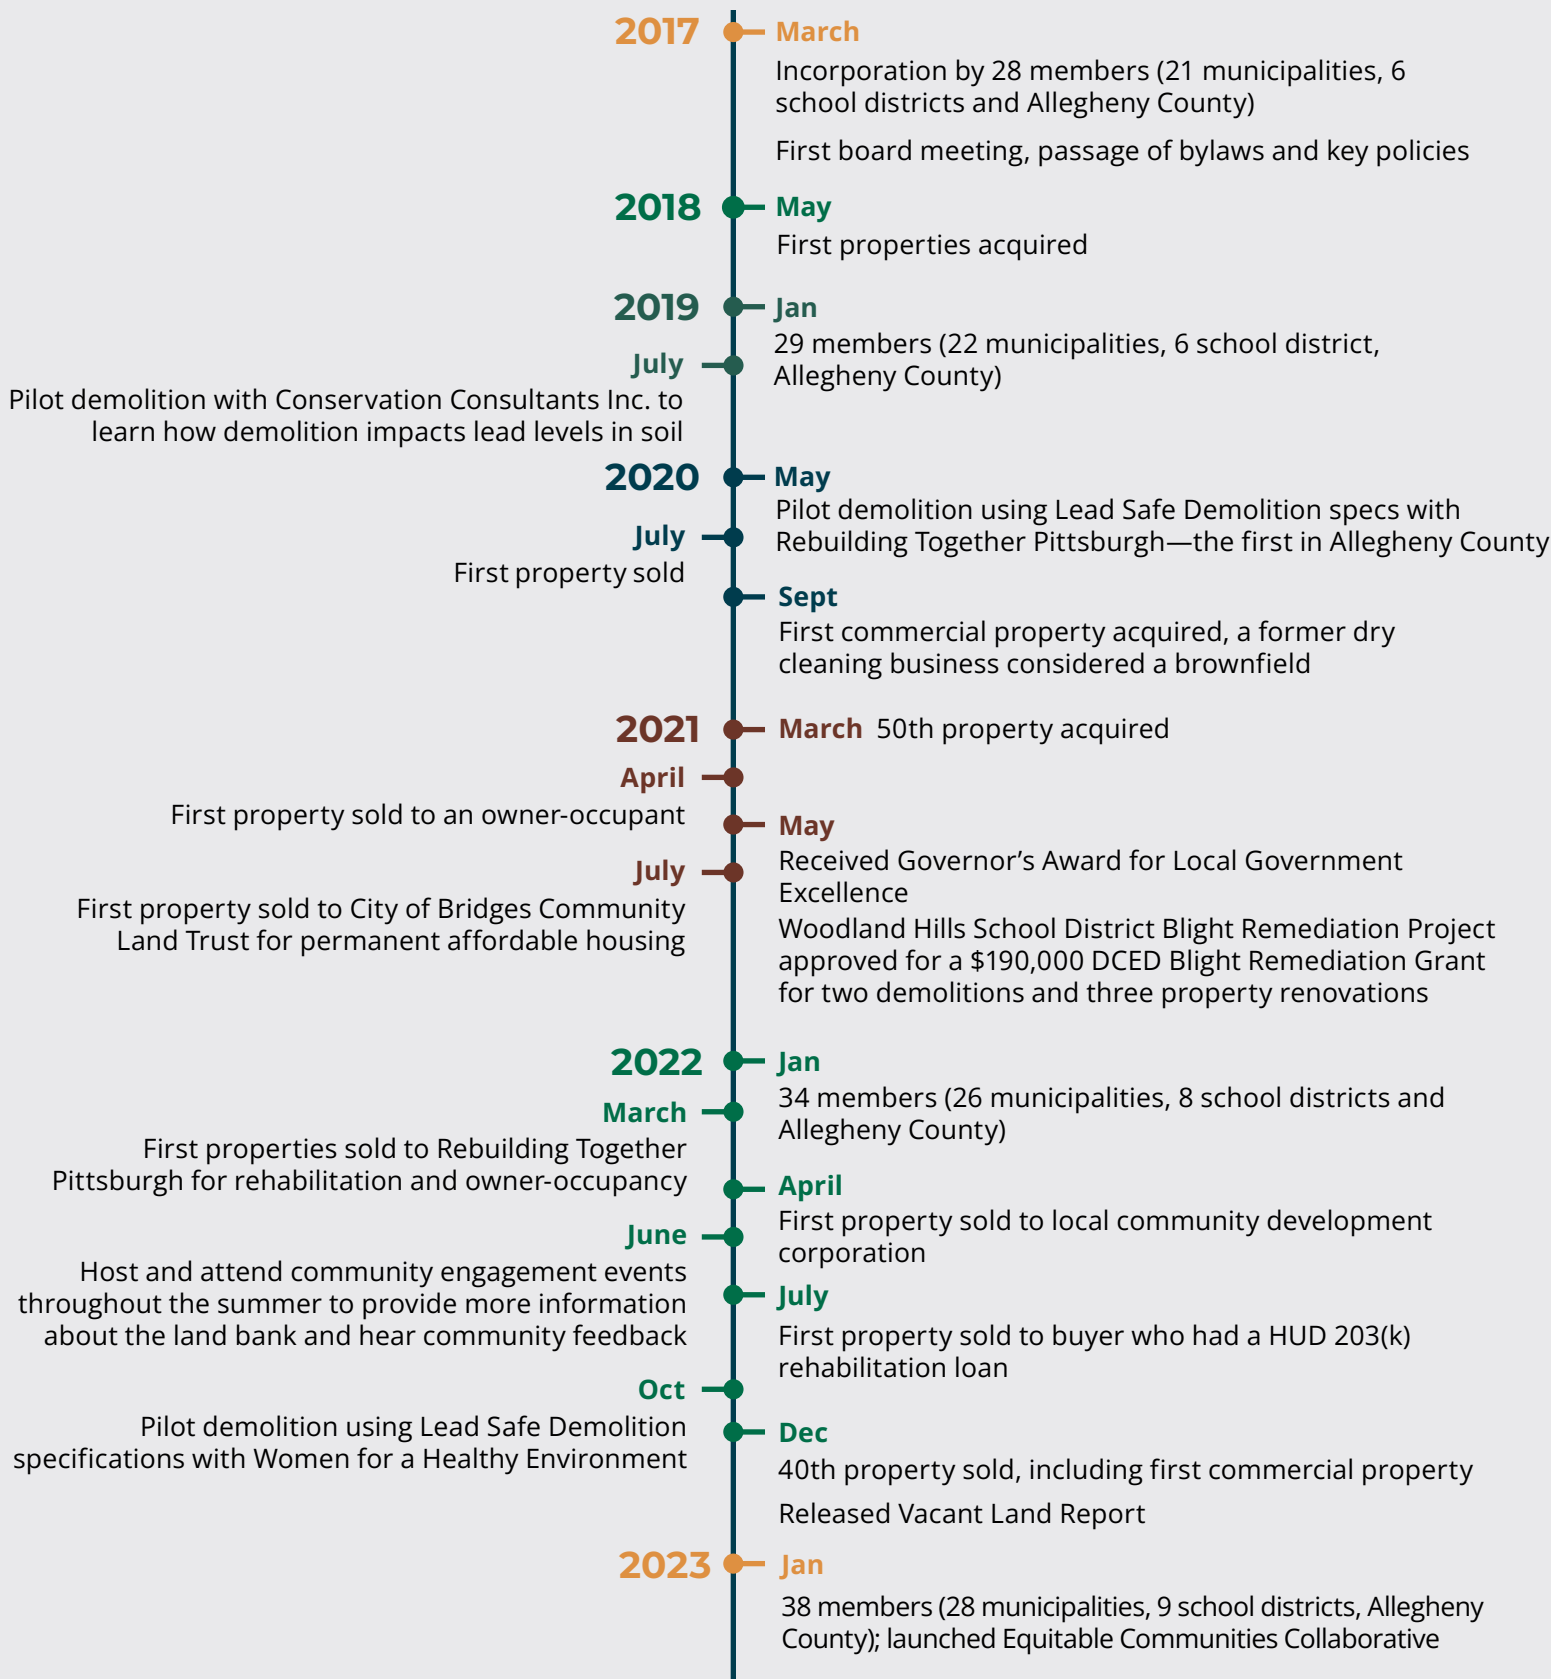 2017
March
Incorporation by 28 members (21 municipalities, 6
school districts and Allegheny County)
First board meeting, passage of bylaws and key policies
2018
May
First properties acquired
2019
Jan
29 members (22 municipalities, 6 school district,
Allegheny County)
July
Pilot demolition with Conservation Consultants Inc. to
learn how demolition impacts lead levels in soil
2020
May
Pilot demolition using Lead Safe Demolition specs with
Rebuilding Together Pittsburgh—the first in Allegheny County
July
First property sold
Sept
First commercial property acquired, a former dry
cleaning business considered a brownfield
2021
March 50th property acquired
April
First property sold to an owner-occupant
May
Received Governor’s Award for Local Government
Excellence
Woodland Hills School District Blight Remediation Project
approved for a $190,000 DCED Blight Remediation Grant
for two demolitions and three property renovations
July
First property sold to City of Bridges Community
Land Trust for permanent affordable housing
2022
Jan
34 members (26 municipalities, 8 school districts and
Allegheny County)
March
First properties sold to Rebuilding Together
Pittsburgh for rehabilitation and owner-occupancy
April
First property sold to local community development
corporation
June
Host and attend community engagement events
throughout the summer to provide more information
about the land bank and hear community feedback
July
First property sold to buyer who had a HUD 203(k)
rehabilitation loan
Oct
Pilot demolition using Lead Safe Demolition
specifications with Women for a Healthy Environment
Dec
40th property sold, including first commercial property
Released Vacant Land Report
2023
Jan
38 members (28 municipalities, 9 school districts, Allegheny
County); launched Equitable Communities Collaborative